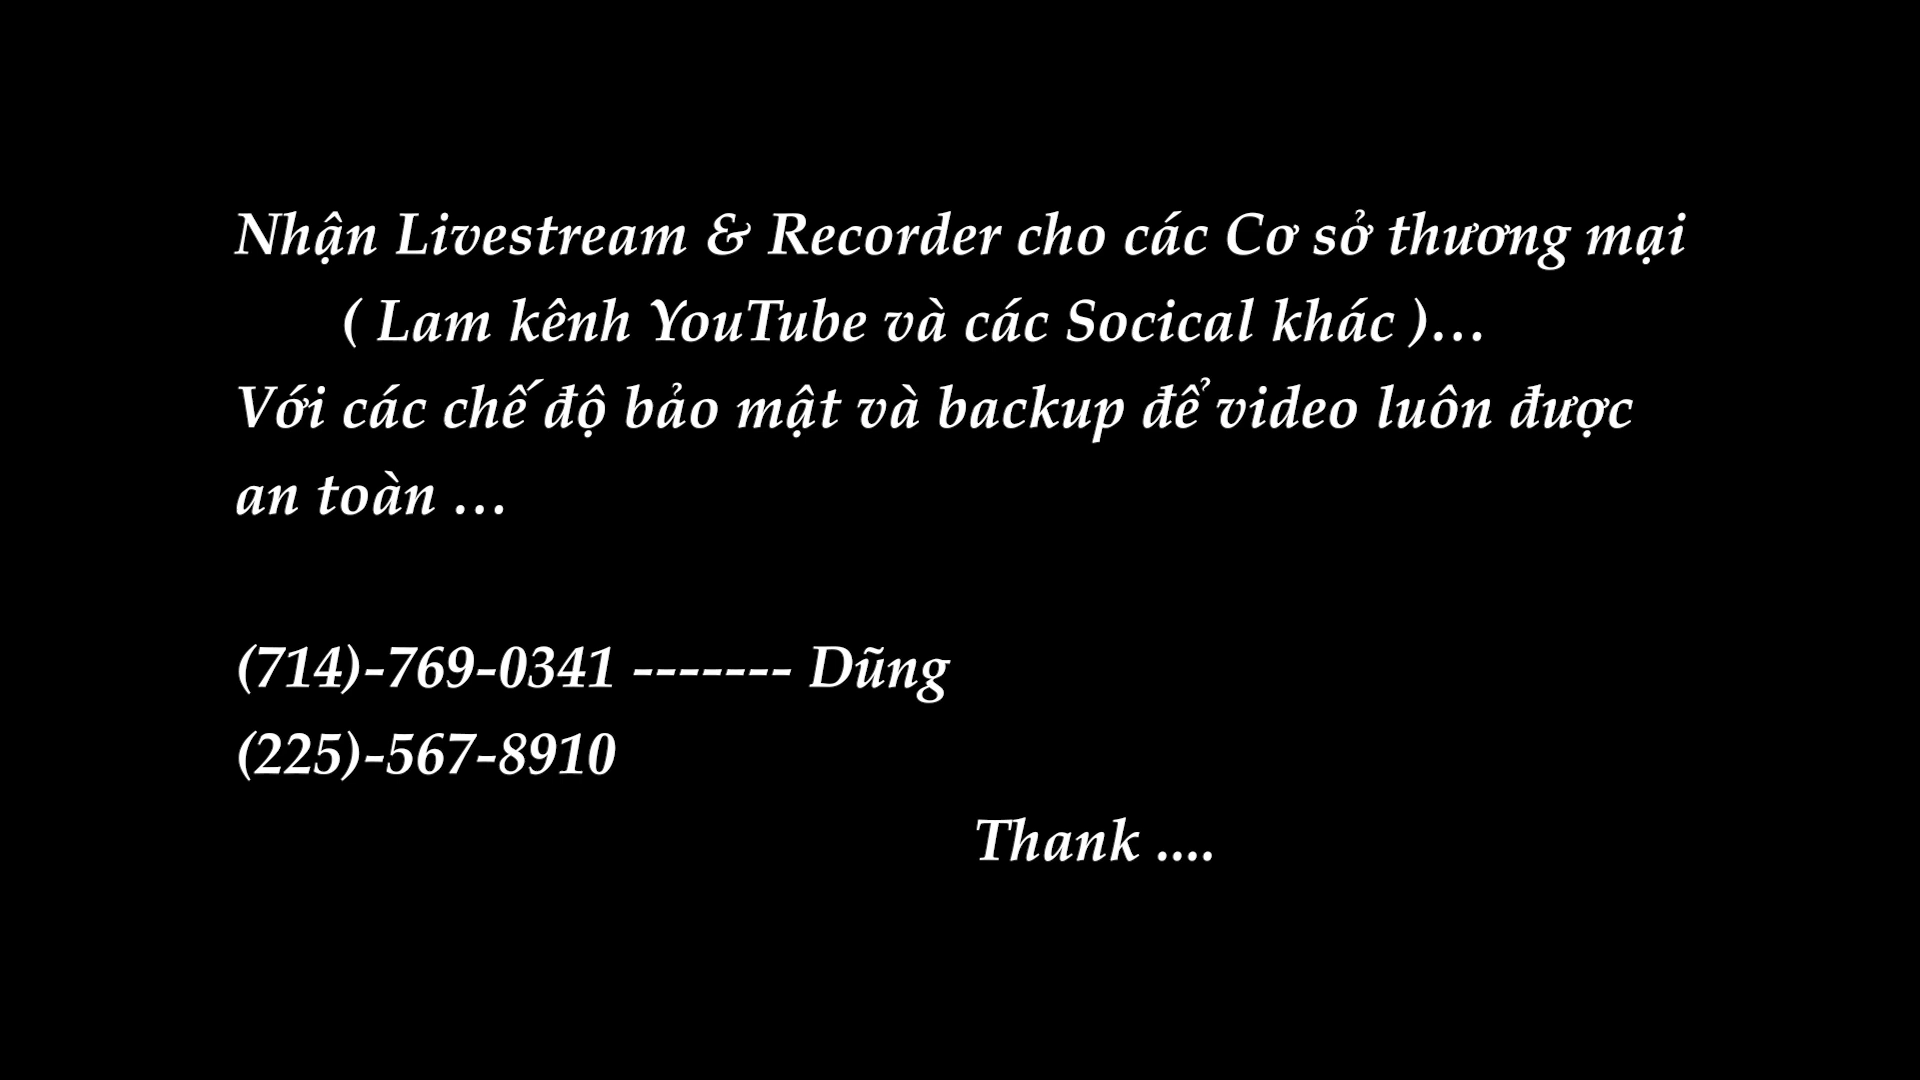 Nhận Livestream & Recorder cho các Cơ sở thương mại
( Lam kênh YouTube và các Socical khác )...
Với các chế độ bảo mật và backup để video luôn được
an toàn ...
(714)-769-0341 ------- Dũng
(225)-567-8910
Thank ....